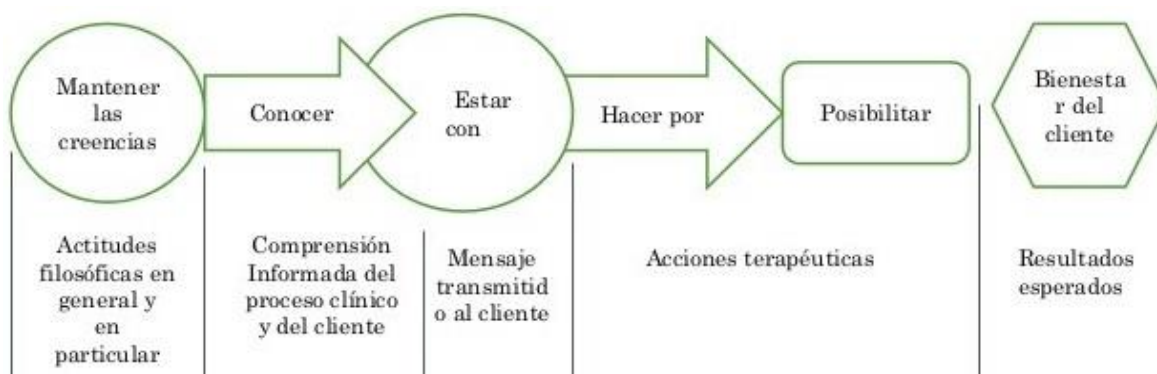 Mantener
las
creencias
Conocer
Estar
con
Hacer por
Posibilitar
Bienesta
r del
cliente
Actitudes
filosóficas en
general y
en
particular
Comprensión
Informada del
proceso clínico
y del cliente
Mensaje
transmitid
o al cliente
Acciones terapéuticas
Resultados
esperados